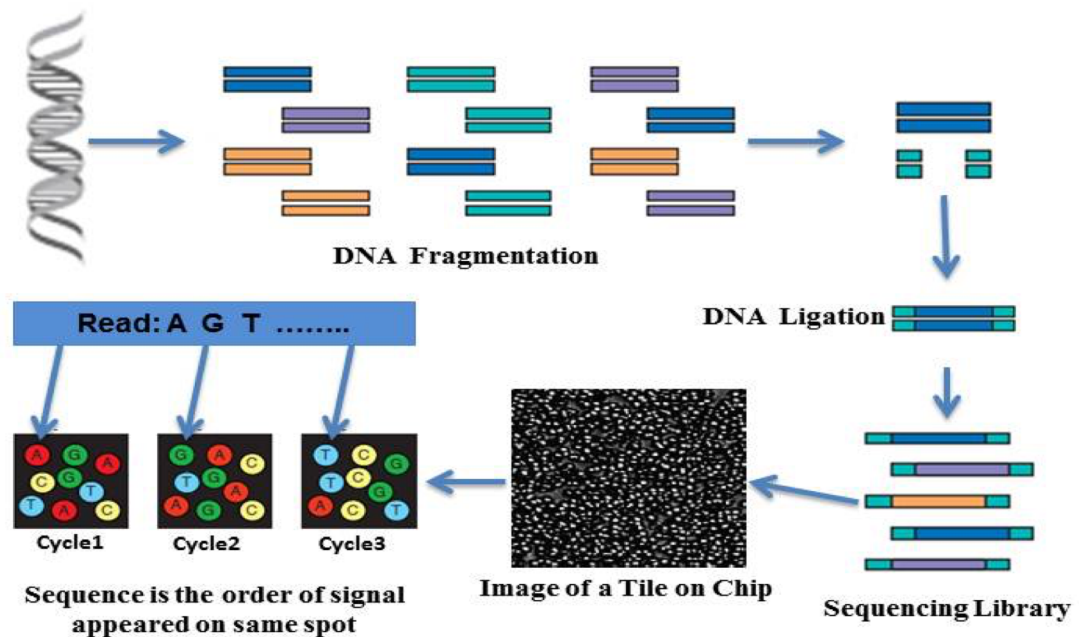 DNA Fragmentation
DNA Ligation
Sequencing Library
Image of a Tile on Chip
Read: A G T ........
A G A
C G T
T A C
Cycle1
G A C
T G A
A G C
Cycle2
T C G
T C G
A C T
Cycle3
Sequence is the order of signal
appeared on same spot